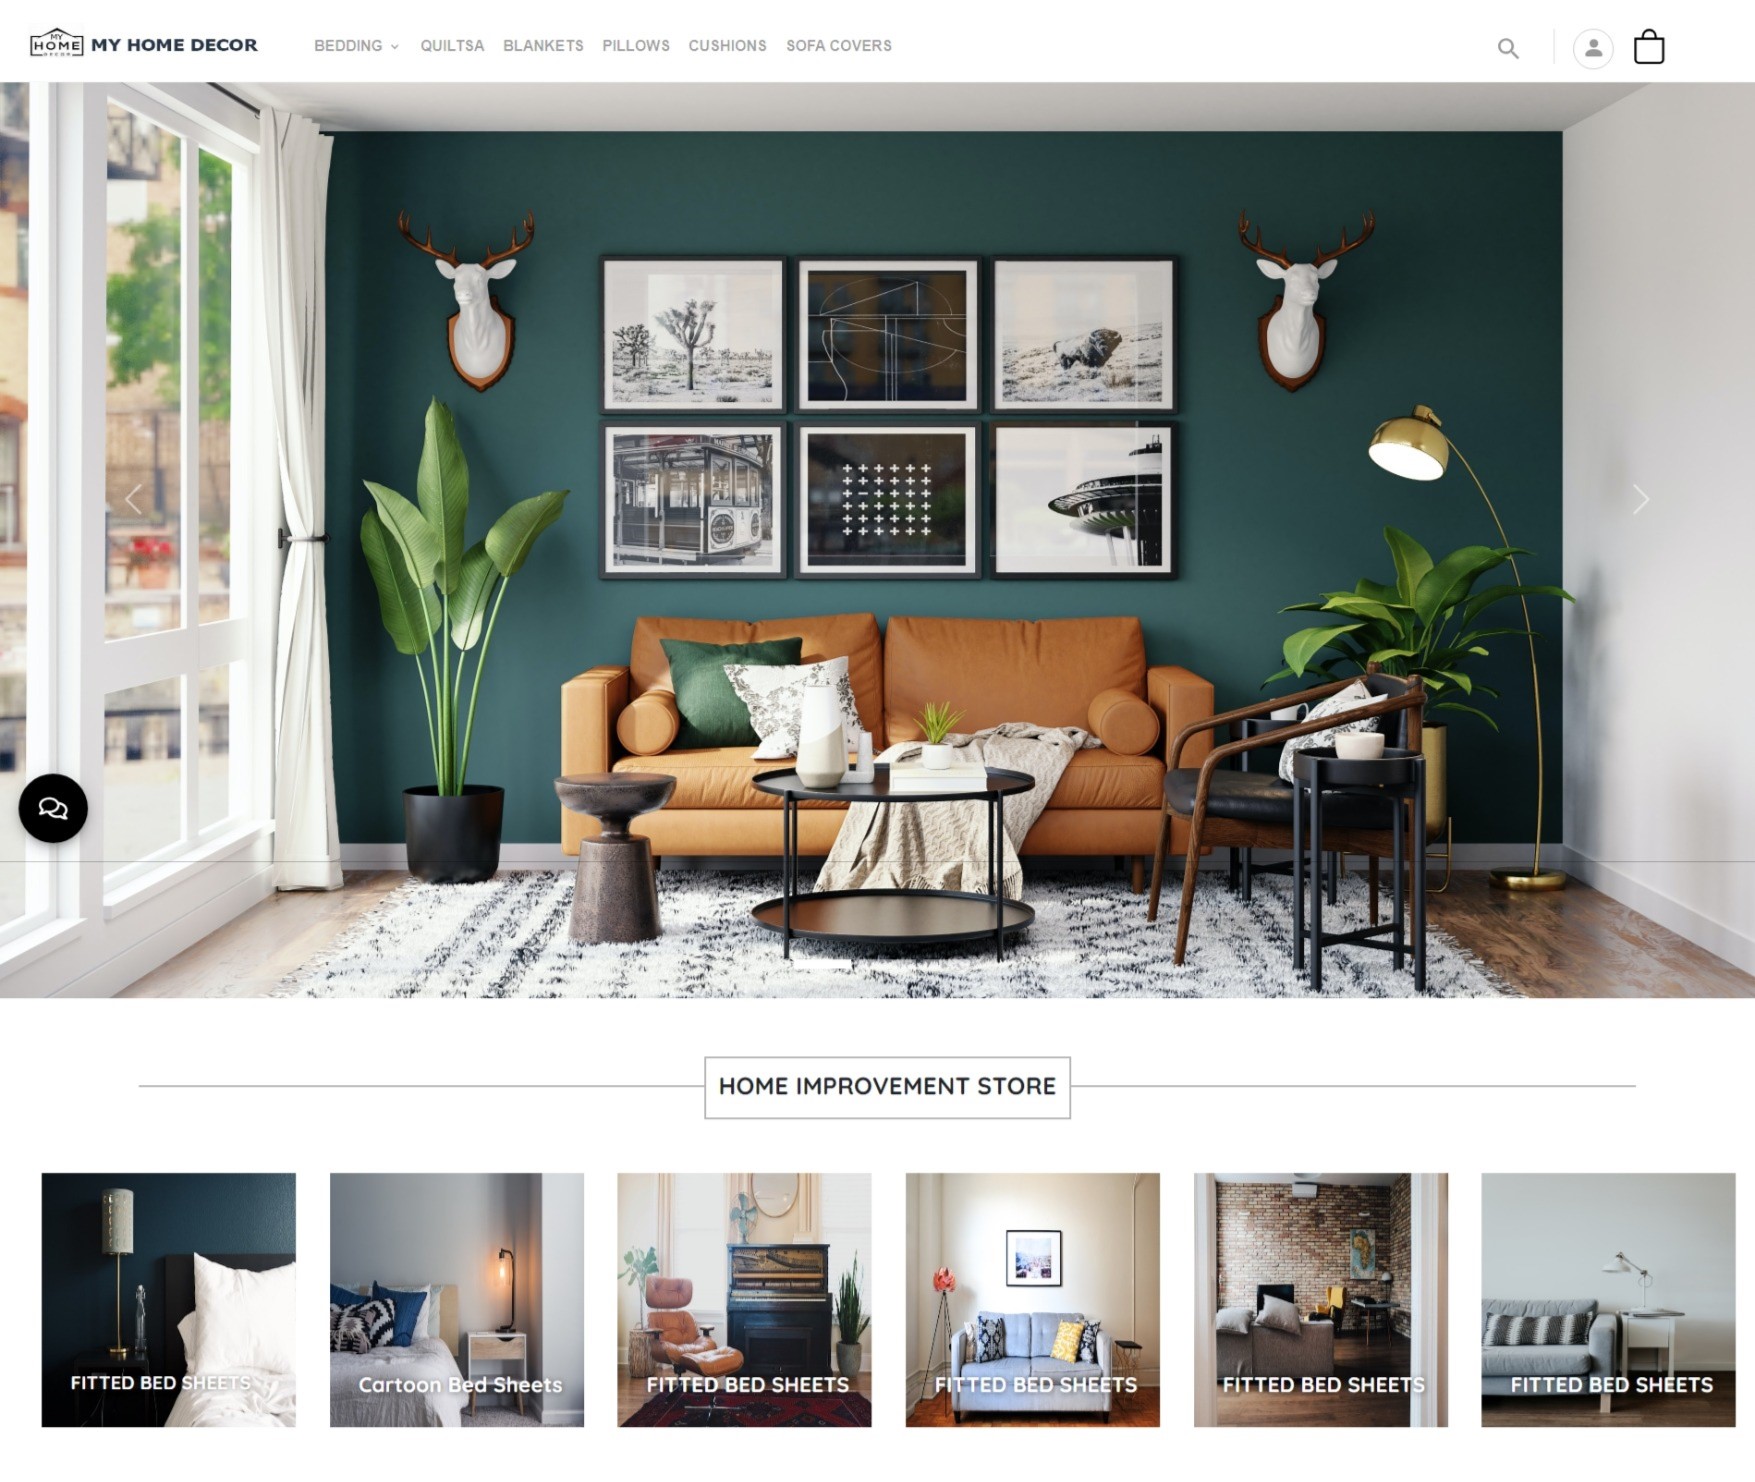 MY
HOME
DECOR
MY HOME DECOR
BEDDING
QUILTSA
BLANKETS
PILLOWS
CUSHIONS
SOFA COVERS
HOME IMPROVEMENT STORE
FITTED BED SHEETS
Cartoon Bed Sheets
FITTED BED SHEETS
FITTED BED SHEETS
FITTED BED SHEETS
FITTED BED SHEETS